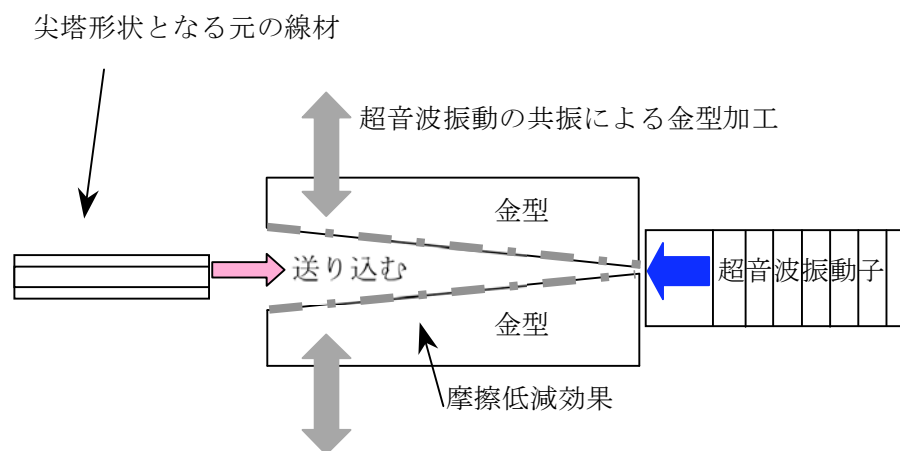 尖塔形状となる元の線材
超音波振動の共振による金型加工
金型
送り込む
超音波振動子
金型
摩擦低減効果